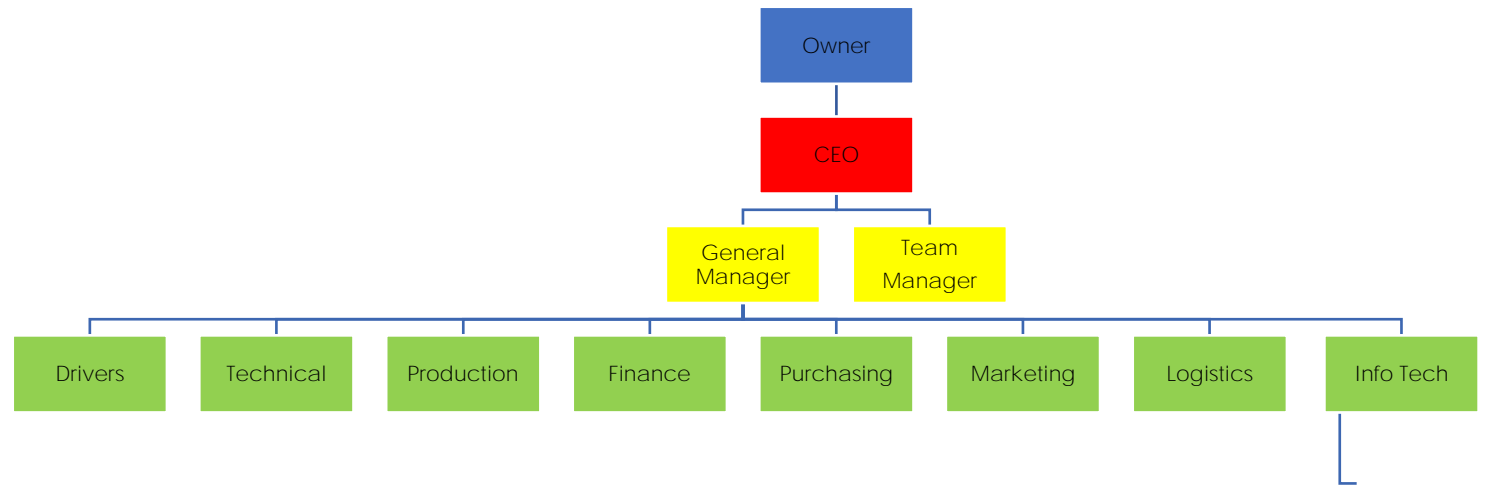 Owner
CEO
General
Manager
Team
Manager
Drivers
Technical
Production
Finance
Purchasing
Marketing
Logistics
Info Tech